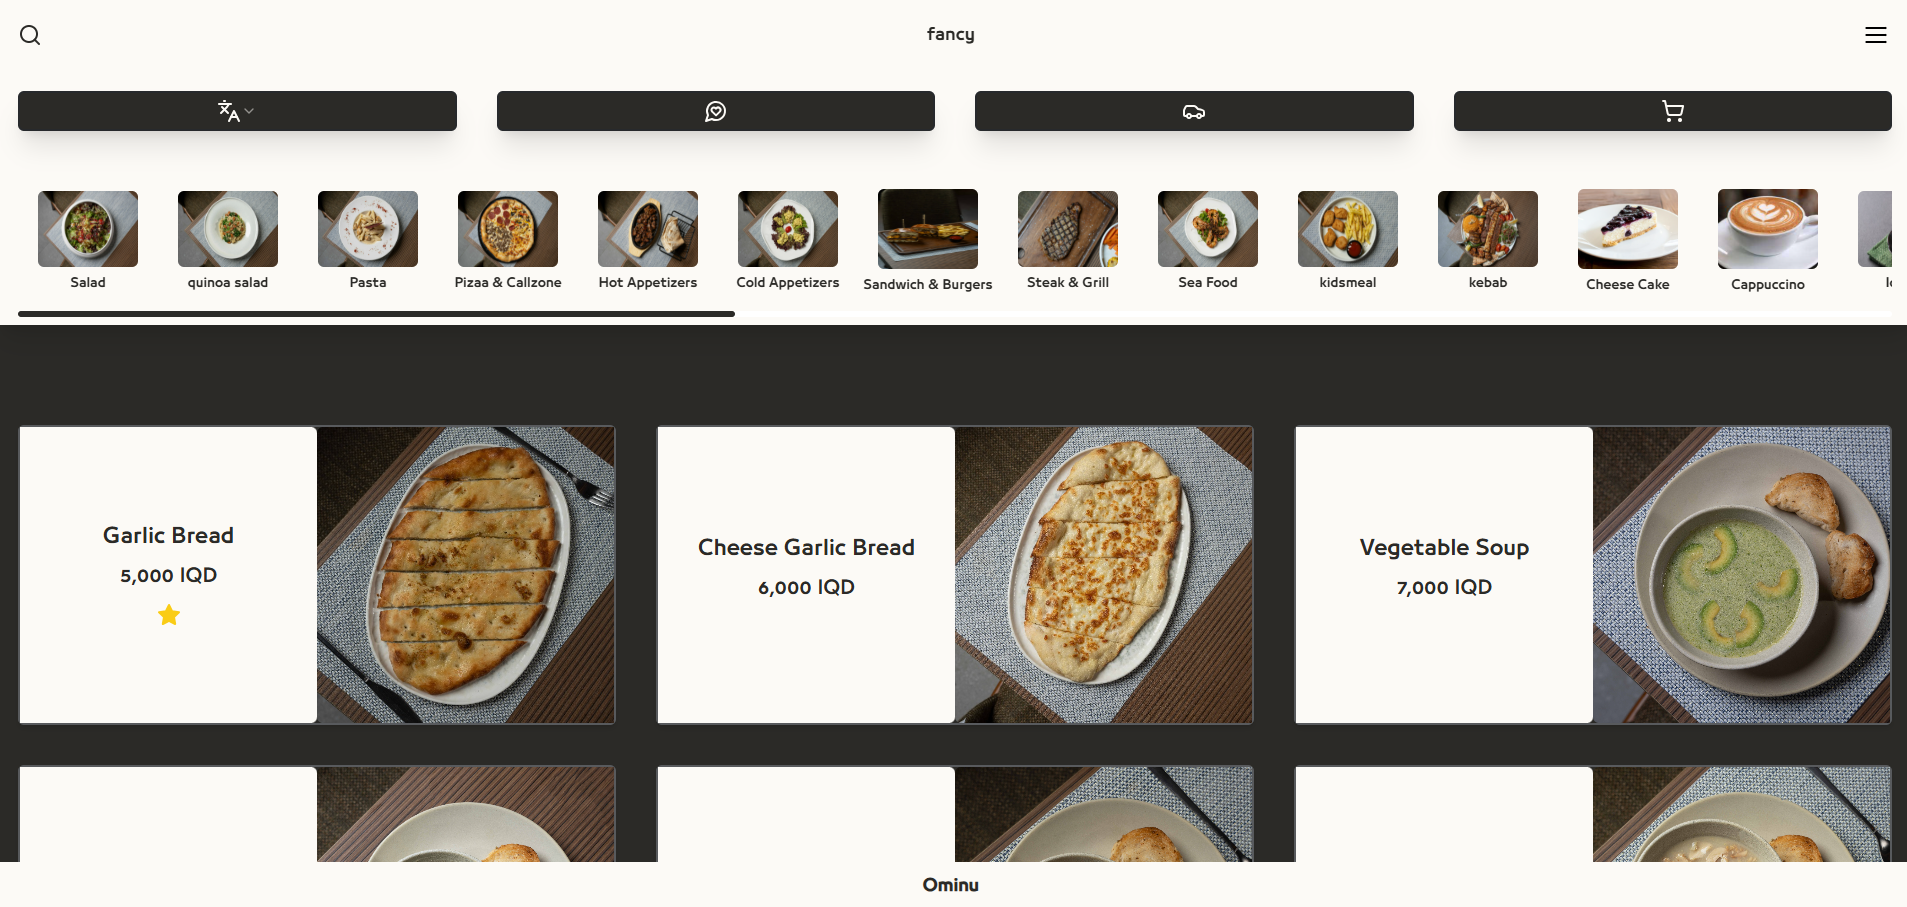 fancy
Salad
quinoa salad
Pasta
Pizaa & Callzone
Hot Appetizers
Cold Appetizers
Sandwich & Burgers
Steak & Grill
Sea Food
kidsmeal
kebab
Cheese Cake
Cappuccino
Garlic Bread
5,000 IQD
Cheese Garlic Bread
6,000 IQD
Vegetable Soup
7,000 IQD
Ominu